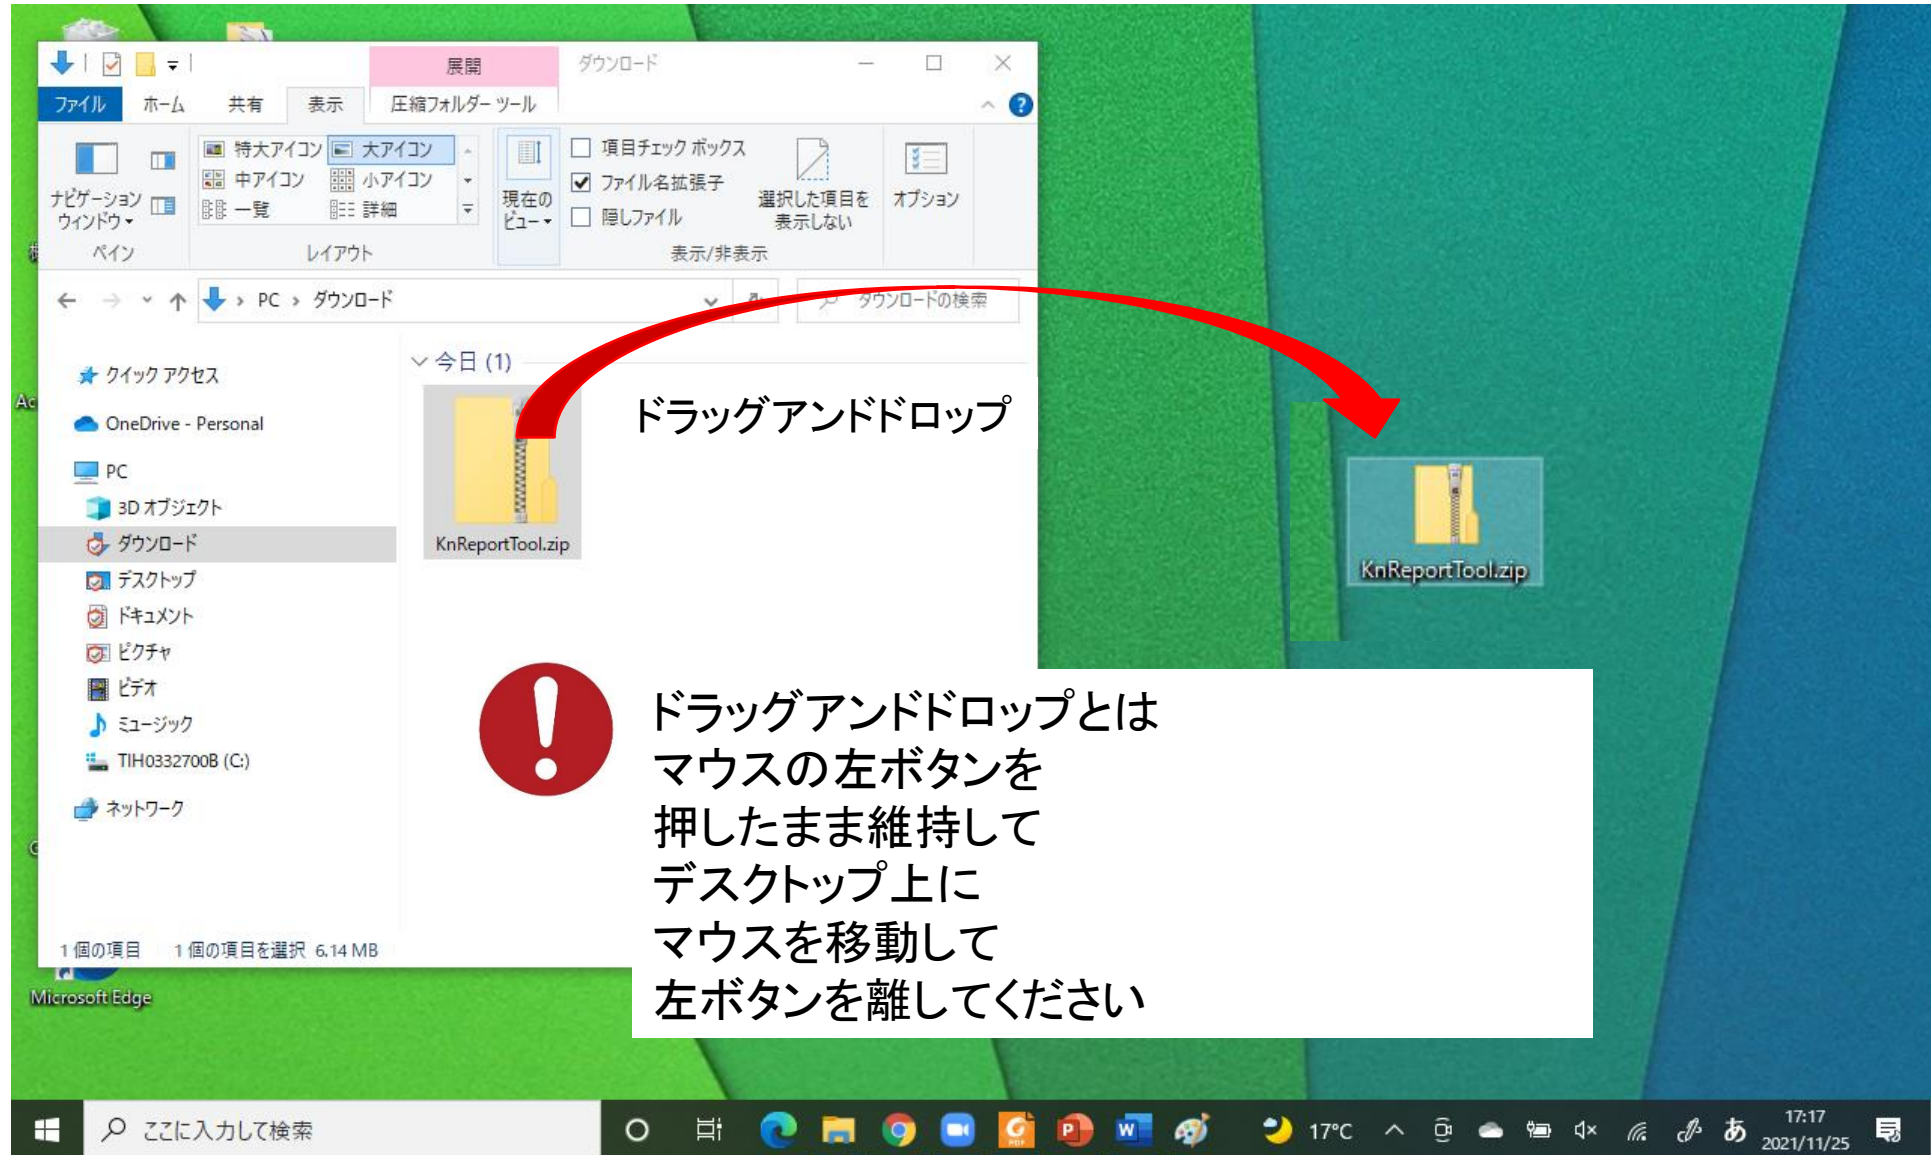 展開
ダウンロード
ファイル
ホーム
共有
表示
圧縮フォルダー ツール
特大アイコン
大アイコン
中アイコン
小アイコン
一覧
詳細
ナビゲーション
ウィンドウ
現在の
ビュー
項目チェック ボックス
ファイル名拡張子
隠しファイル
選択した項目を
表示しない
オプション
ペイン
レイアウト
表示/非表示
PC › ダウンロード
ダウンロードの検索
クイック アクセス
OneDrive - Personal
PC
3D オブジェクト
ダウンロード
デスクトップ
ドキュメント
ピクチャ
ビデオ
ミュージック
TIH0332700B (C:)
ネットワーク
今日 (1)
KnReportTool.zip
ドラッグアンドドロップ
KnReportTool.zip
ドラッグアンドドロップとは
マウスの左ボタンを
押したまま維持して
デスクトップ上に
マウスを移動して
左ボタンを離してください
1 個の項目
1 個の項目を選択 6.14 MB
Microsoft Edge
ここに入力して検索
17°C
あ
17:17
2021/11/25